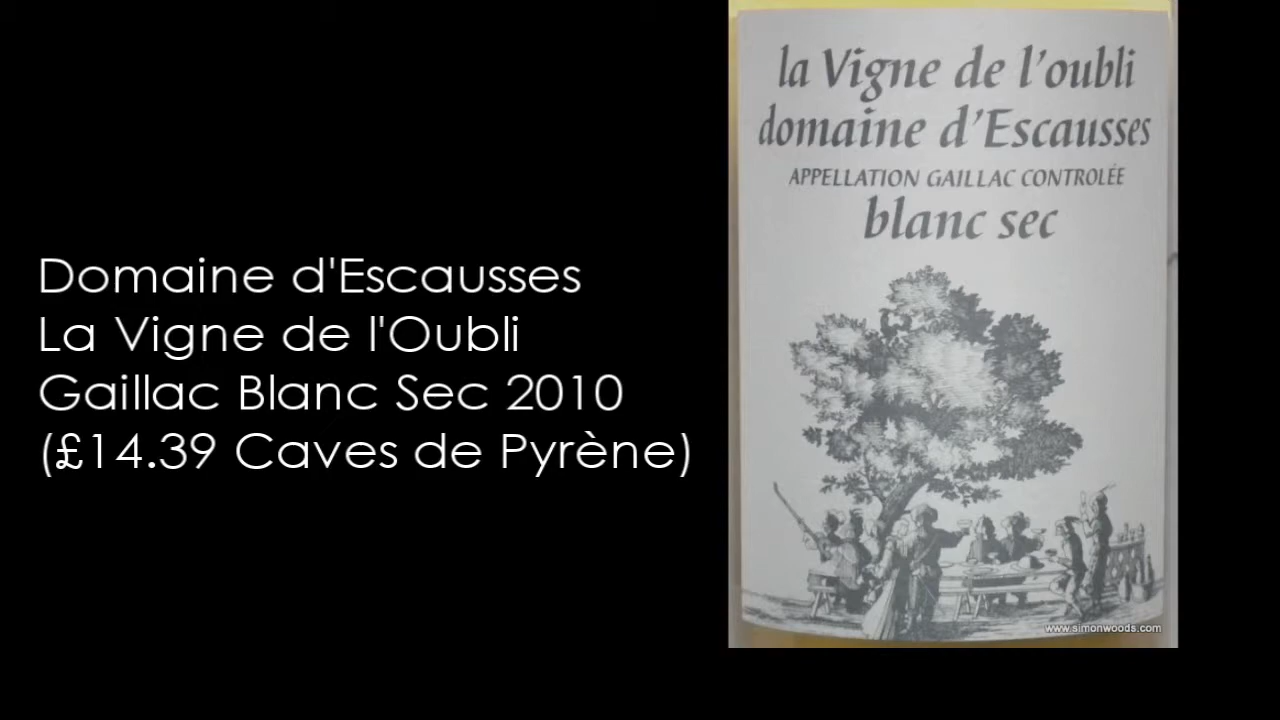 Domaine d'Escausses
La Vigne de l'Oubli
Gaillac Blanc Sec 2010
(£14.39 Caves de Pyrène)
la Vigne de l'oubli
domaine d'Escausses
APPELLATION GAILLAC CONTROLÉE
blanc sec
www.simonwoods.com